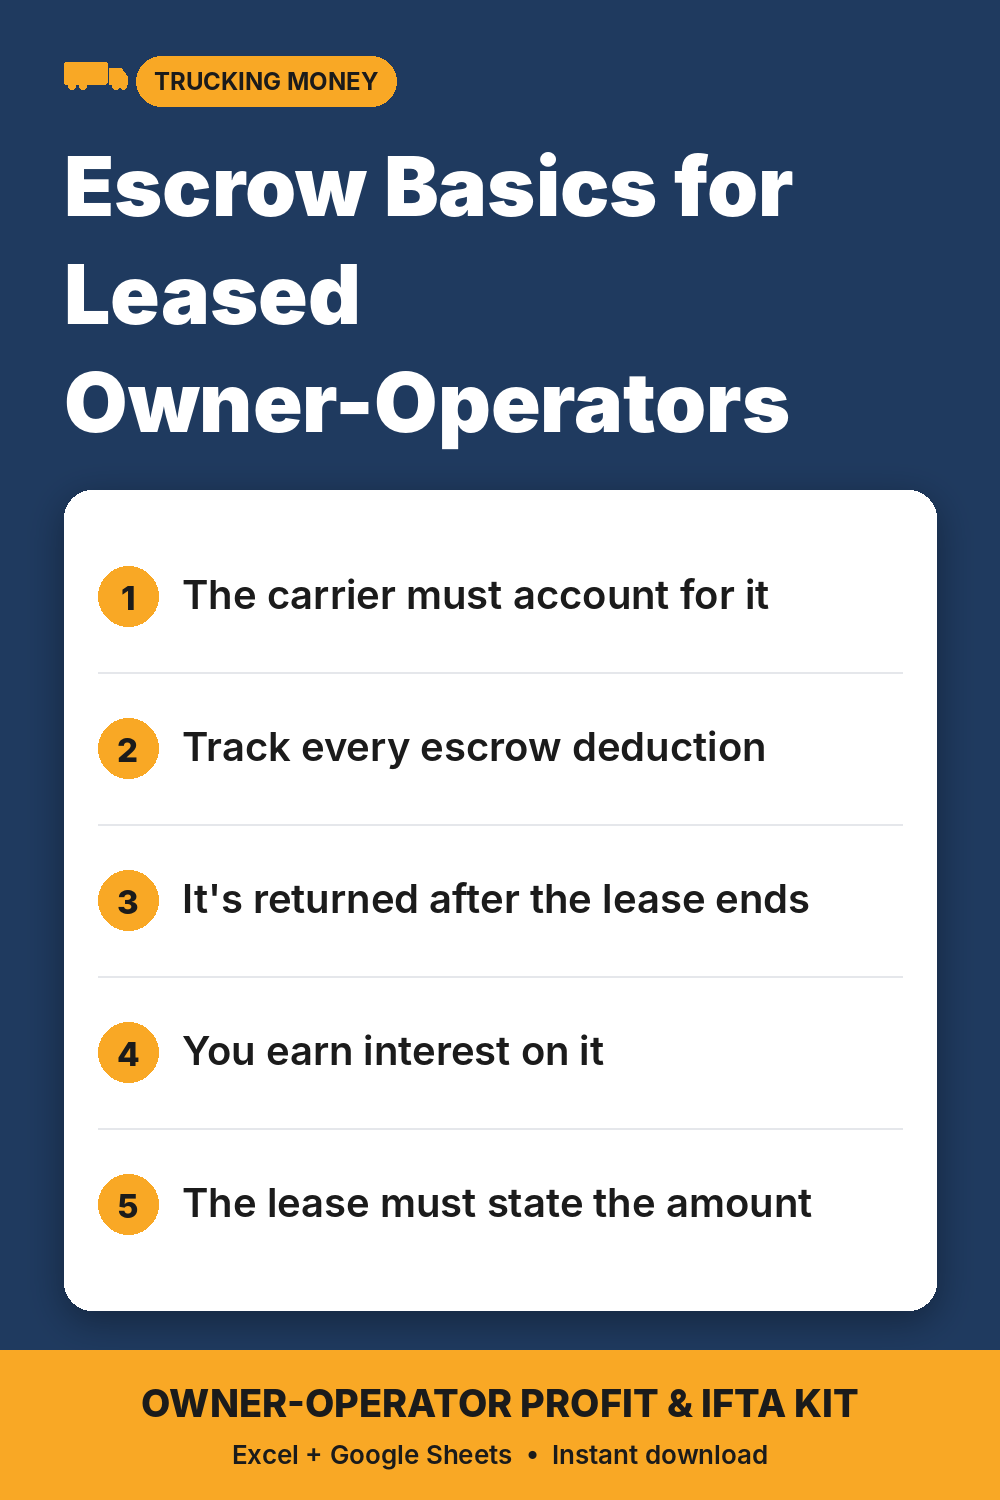 TRUCKING MONEY
Escrow Basics for
Leased
Owner-Operators
1 The carrier must account for it
2 Track every escrow deduction
3 It's returned after the lease ends
4 You earn interest on it
5 The lease must state the amount
OWNER-OPERATOR PROFIT & IFTA KIT
Excel + Google Sheets • Instant download